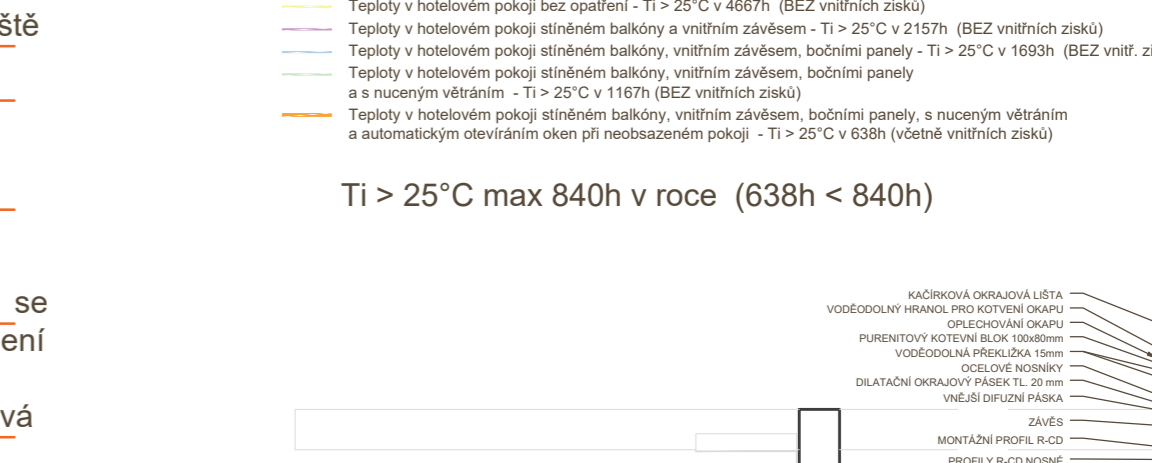 ště
se
ení
vá
Teploty v hotelovém pokoji bez opatření - Ti > 25°C v 4667h (BEZ vnitřních zisků)
Teploty v hotelovém pokoji stíněném balkóny a vnitřním závěsem - Ti > 25°C v 2157h (BEZ vnitřních zisků)
Teploty v hotelovém pokoji stíněném balkóny, vnitřním závěsem, bočními panely - Ti > 25°C v 1693h (BEZ vnitř. zi
Teploty v hotelovém pokoji stíněném balkóny, vnitřním závěsem, bočními panely
a s nuceným větráním - Ti > 25°C v 1167h (BEZ vnitřních zisků)
Teploty v hotelovém pokoji stíněném balkóny, vnitřním závěsem, bočními panely, s nuceným větráním
a automatickým otevíráním oken při neobsazeném pokoji - Ti > 25°C v 638h (včetně vnitřních zisků)
Ti > 25°C max 840h v roce (638h < 840h)
KAČÍRKOVÁ OKRAJOVÁ LIŠTA
VODĚODOLNÝ HRANOL PRO KOTVENÍ OKAPU
OPLECHOVÁNÍ OKAPU
PURENITOVÝ KOTEVNÍ BLOK 100x80mm
VODĚODOLNÁ PŘEKLIŽKA 15mm
OCELOVÉ NOSNÍKY
DILATAČNÍ OKRAJOVÝ PÁSEK TL. 20 mm
VNĚJŠÍ DIFUZNÍ PÁSKA
ZÁVĚS
MONTÁŽNÍ PROFIL R-CD
PROFILY R-CD NOSNÉ